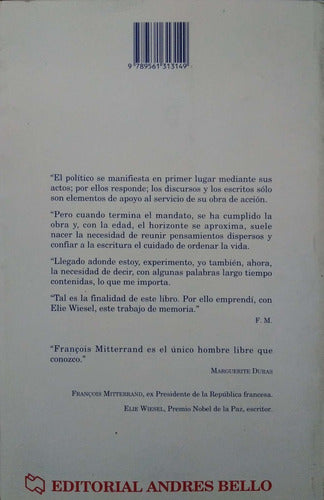 9 789561 313149
"El político se manifiesta en primer lugar mediante sus
actos; por ellos responde; los discursos y los escritos sólo
son elementos de apoyo al servicio de su obra de acción.
"Pero cuando termina el mandato, se ha cumplido la
obra y, con la edad, el horizonte se aproxima, suele
nacer la necesidad de reunir pensamientos dispersos y
confiar a la escritura el cuidado de ordenar la vida.
"Llegado adonde estoy, experimento, yo también, ahora,
la necesidad de decir, con algunas palabras largo tiempo
contenidas, lo que me importa.
"Tal es la finalidad de este libro. Por ello emprendí, con
Elie Wiesel, este trabajo de memoria."
F. M.
"François Mitterrand es el único hombre libre que
conozco."
MARGUERITE DURAS
FRANÇOIS MITTERRAND, ex Presidente de la República francesa.
ELIE WIESEL, Premio Nobel de la Paz, escritor.
EDITORIAL ANDRES BELLO